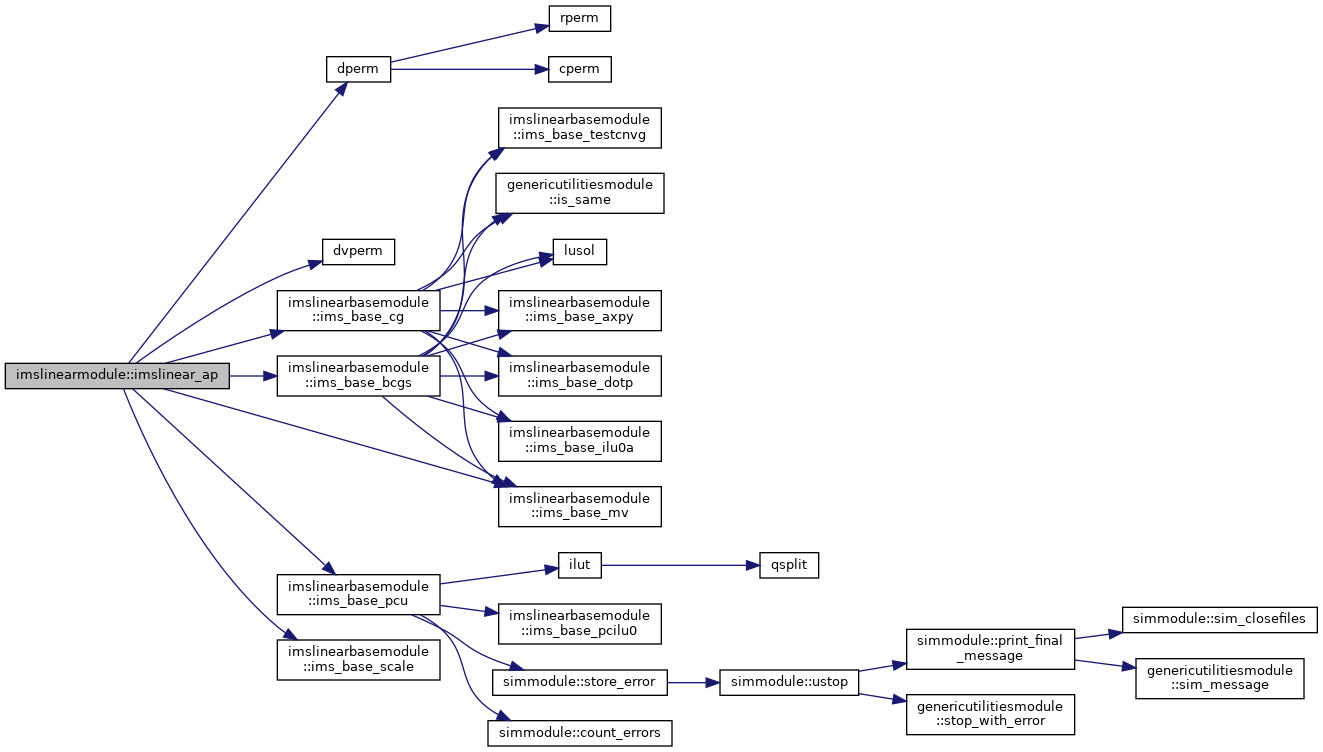 rperm
dperm
cperm
imslinearbasemodule
::ims_base_testcnvg
genericutilitiesmodule
::is_same
dvperm
lusol
imslinearbasemodule
::ims_base_cg
imslinearbasemodule
::ims_base_axpy
imslinearmodule::imslinear_ap
imslinearbasemodule
::ims_base_bcgs
imslinearbasemodule
::ims_base_dotp
imslinearbasemodule
::ims_base_ilu0a
imslinearbasemodule
::ims_base_mv
ilut
qsplit
imslinearbasemodule
::ims_base_pcu
imslinearbasemodule
::ims_base_pcilu0
simmodule::sim_closefiles
simmodule::print_final
_message
imslinearbasemodule
::ims_base_scale
simmodule::store_error
simmodule::ustop
genericutilitiesmodule
::sim_message
genericutilitiesmodule
::stop_with_error
simmodule::count_errors